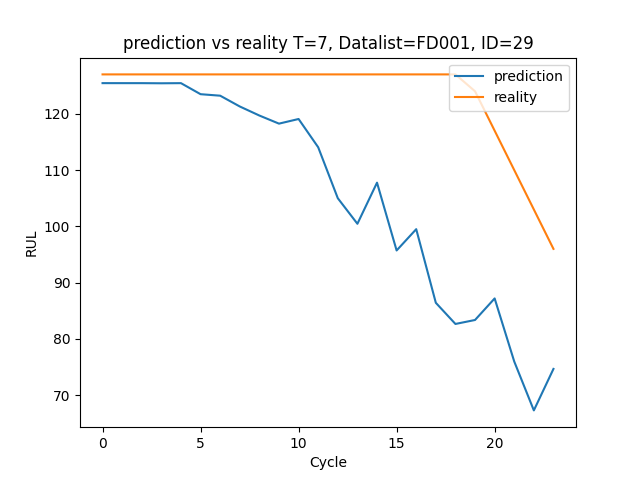 prediction vs reality T=7, Datalist=FD001, ID=29
prediction
reality
RUL
120
110
100
90
80
70
0 5 10 15 20
Cycle